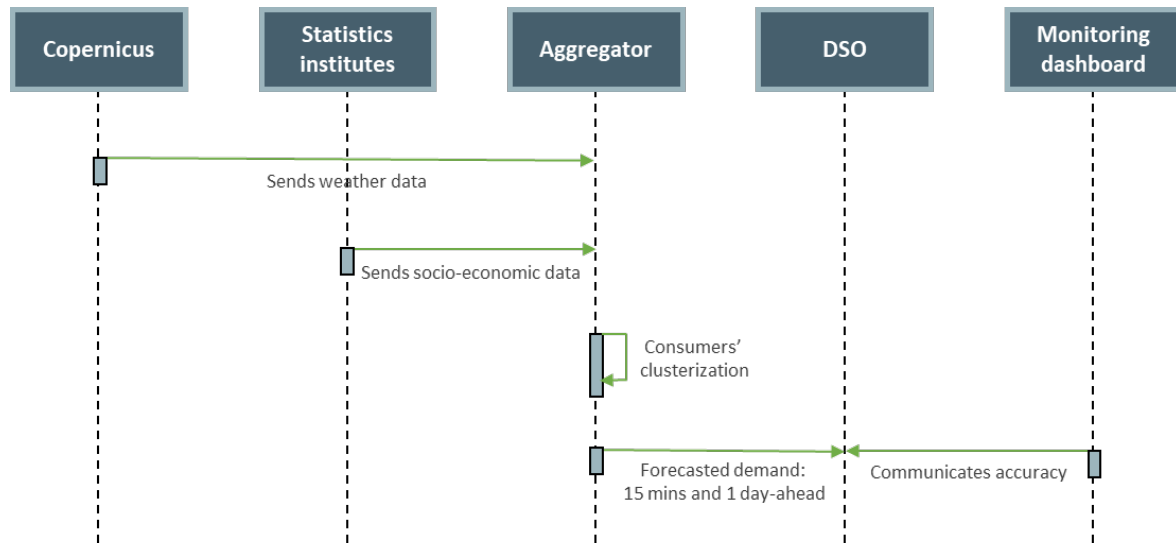 Copernicus
Statistics
institutes
Aggregator
DSO
Monitoring
dashboard
Sends weather data
Sends socio-economic data
Consumers’
clusterization
Forecasted demand:
15 mins and 1 day-ahead
Communicates accuracy